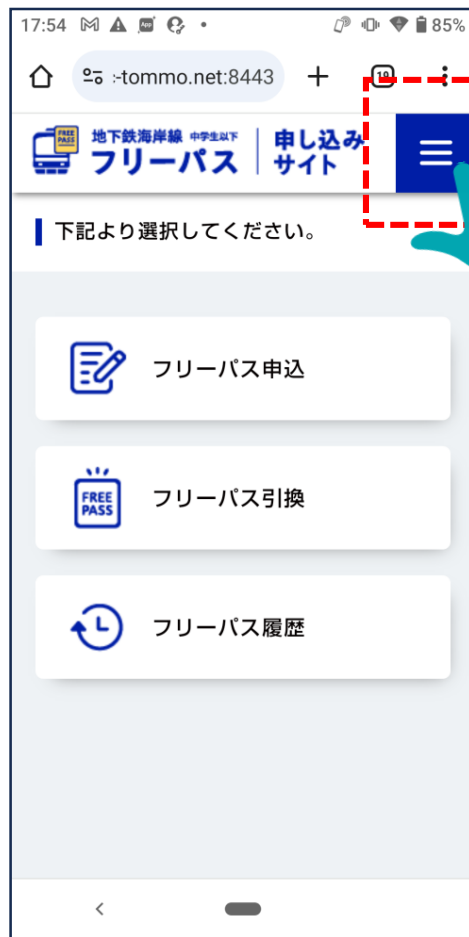 17:54 85%
:-tommo.net:8443 19
FREE PASS
地下鉄海岸線 中学生以下
フリーパス
申し込み
サイト
下記より選択してください。
フリーパス申込
FREE
PASS
フリーパス引換
フリーパス履歴